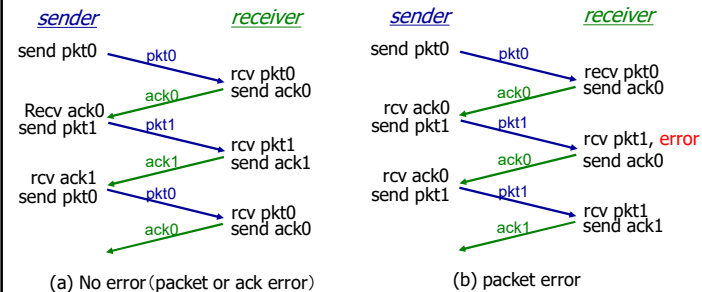 sender
receiver
send pkt0
pkt0
rcv pkt0
send ack0
ack0
Recv ack0
send pkt1
pkt1
rcv pkt1
send ack1
ack1
rcv ack1
send pkt0
pkt0
rcv pkt0
send ack0
ack0
(a) No error(packet or ack error)
sender
receiver
send pkt0
pkt0
recv pkt0
send ack0
ack0
rcv ack0
send pkt1
pkt1
rcv pkt1, error
send ack0
ack0
rcv ack0
send pkt1
pkt1
rcv pkt1
send ack1
ack1
(b) packet error